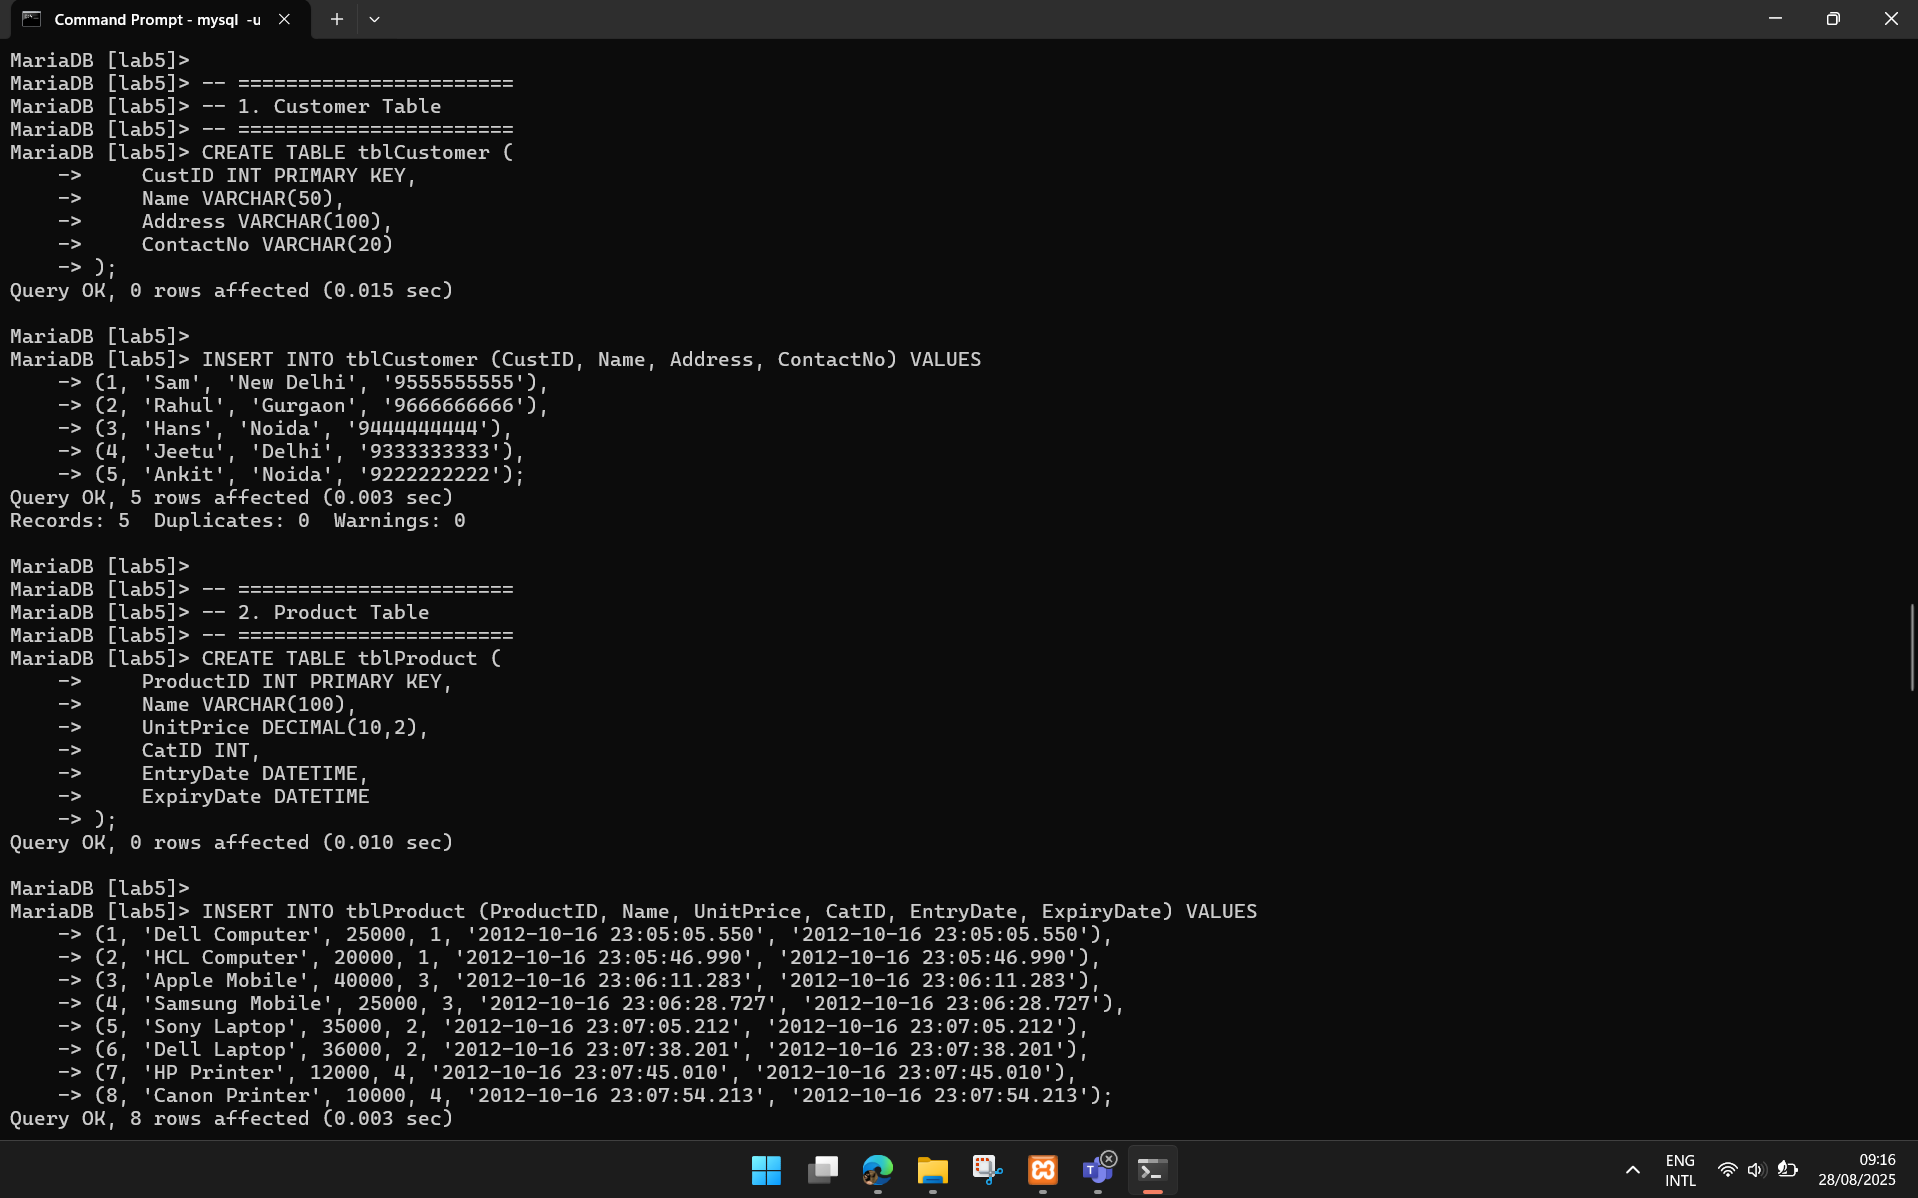 Command Prompt - mysql  -u
MariaDB [lab5]>
MariaDB [lab5]> -- =======================
MariaDB [lab5]> -- 1. Customer Table
MariaDB [lab5]> -- =======================
MariaDB [lab5]> CREATE TABLE tblCustomer (
    ->     CustID INT PRIMARY KEY,
    ->     Name VARCHAR(50),
    ->     Address VARCHAR(100),
    ->     ContactNo VARCHAR(20)
    -> );
Query OK, 0 rows affected (0.015 sec)
MariaDB [lab5]>
MariaDB [lab5]> INSERT INTO tblCustomer (CustID, Name, Address, ContactNo) VALUES
    -> (1, 'Sam', 'New Delhi', '9555555555'),
    -> (2, 'Rahul', 'Gurgaon', '9666666666'),
    -> (3, 'Hans', 'Noida', '9444444444'),
    -> (4, 'Jeetu', 'Delhi', '9333333333'),
    -> (5, 'Ankit', 'Noida', '9222222222');
Query OK, 5 rows affected (0.003 sec)
Records: 5  Duplicates: 0  Warnings: 0
MariaDB [lab5]>
MariaDB [lab5]> -- =======================
MariaDB [lab5]> -- 2. Product Table
MariaDB [lab5]> -- =======================
MariaDB [lab5]> CREATE TABLE tblProduct (
    ->     ProductID INT PRIMARY KEY,
    ->     Name VARCHAR(100),
    ->     UnitPrice DECIMAL(10,2),
    ->     CatID INT,
    ->     EntryDate DATETIME,
    ->     ExpiryDate DATETIME
    -> );
Query OK, 0 rows affected (0.010 sec)
MariaDB [lab5]>
MariaDB [lab5]> INSERT INTO tblProduct (ProductID, Name, UnitPrice, CatID, EntryDate, ExpiryDate) VALUES
    -> (1, 'Dell Computer', 25000, 1, '2012-10-16 23:05:05.550', '2012-10-16 23:05:05.550'),
    -> (2, 'HCL Computer', 20000, 1, '2012-10-16 23:05:46.990', '2012-10-16 23:05:46.990'),
    -> (3, 'Apple Mobile', 40000, 3, '2012-10-16 23:06:11.283', '2012-10-16 23:06:11.283'),
    -> (4, 'Samsung Mobile', 25000, 3, '2012-10-16 23:06:28.727', '2012-10-16 23:06:28.727'),
    -> (5, 'Sony Laptop', 35000, 2, '2012-10-16 23:07:05.212', '2012-10-16 23:07:05.212'),
    -> (6, 'Dell Laptop', 36000, 2, '2012-10-16 23:07:38.201', '2012-10-16 23:07:38.201'),
    -> (7, 'HP Printer', 12000, 4, '2012-10-16 23:07:45.010', '2012-10-16 23:07:45.010'),
    -> (8, 'Canon Printer', 10000, 4, '2012-10-16 23:07:54.213', '2012-10-16 23:07:54.213');
Query OK, 8 rows affected (0.003 sec)
T
ENG
INTL
09:16
28/08/2025